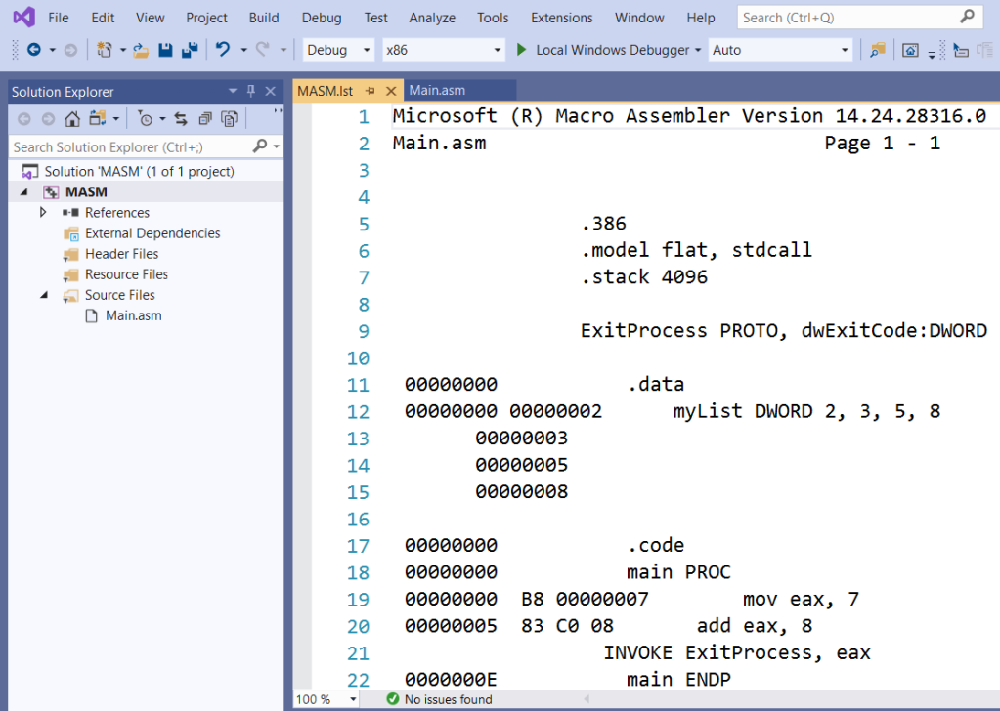 File Edit View Project Build Debug Test Analyze Tools Extensions Window Help Search (Ctrl+Q)
Debug x86 Local Windows Debugger Auto
Solution Explorer
Search Solution Explorer (Ctrl+;)
Solution 'MASM' (1 of 1 project)
MASM
References
External Dependencies
Header Files
Resource Files
Source Files
Main.asm
MASM.lst Main.asm
1 Microsoft (R) Macro Assembler Version 14.24.28316.0
2 Main.asm Page 1 - 1
3
4
5 .386
6 .model flat, stdcall
7 .stack 4096
8
9 ExitProcess PROTO, dwExitCode:DWORD
10
11 00000000 .data
12 00000000 00000002 myList DWORD 2, 3, 5, 8
13 00000003
14 00000005
15 00000008
16
17 00000000 .code
18 00000000 main PROC
19 00000000 B8 00000007 mov eax, 7
20 00000005 83 C0 08 add eax, 8
21 INVOKE ExitProcess, eax
22 0000000E main ENDP
100 % No issues found